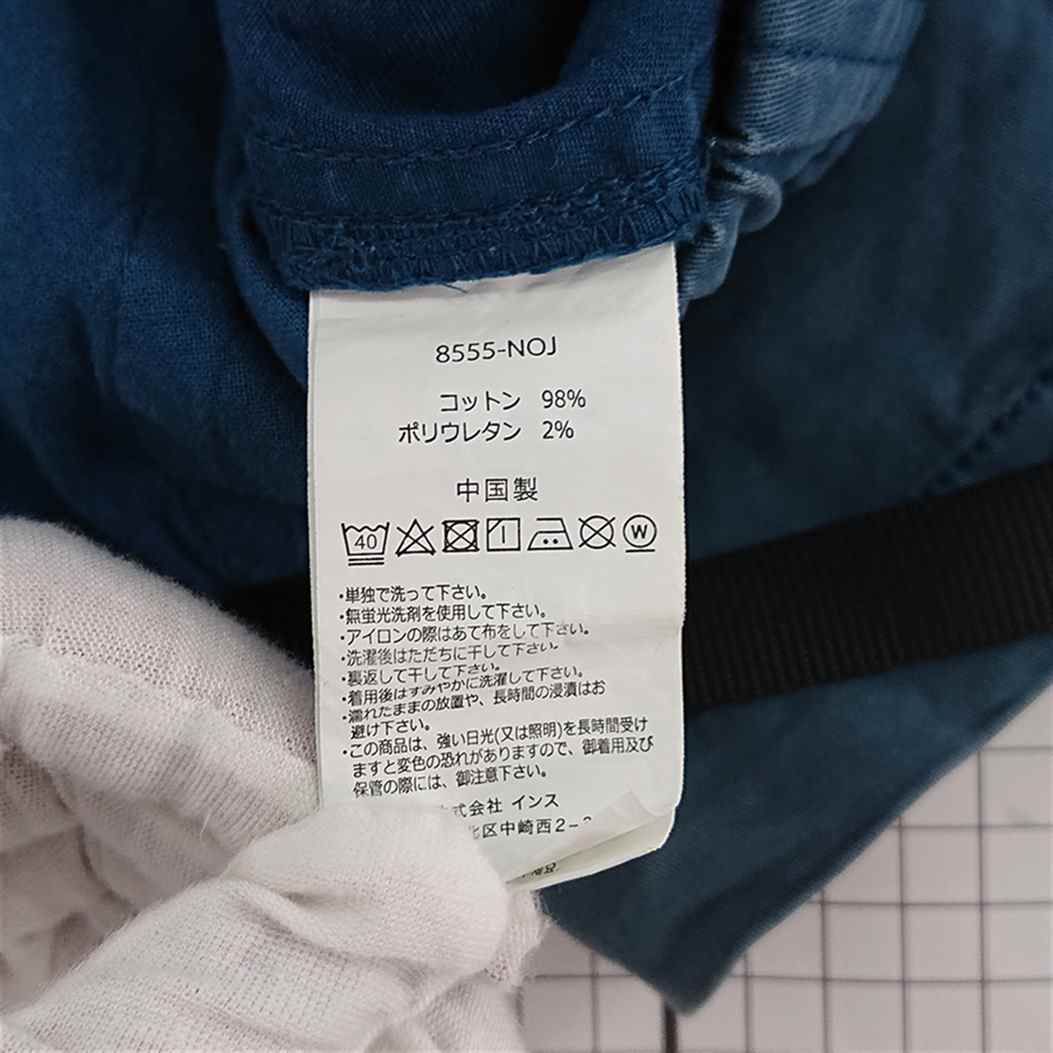 8555-NOJ
コットン 98%
ポリウレタン 2%
中国製
40
W
・単独で洗って下さい。
・無蛍光洗剤を使用して下さい。
・アイロンの際はあて布をして下さい。
・洗濯後はただちに干して下さい。
・裏返して干して下さい。
・着用後はすみやかに洗濯して下さい。
・濡れたままの放置や、長時間の浸漬はお
避け下さい。
・この商品は、強い日光(又は照明)を長時間受け
ますと変色の恐れがありますので、御着用及び
保管の際には、御注意下さい。
式会社 インス
区中崎西2-